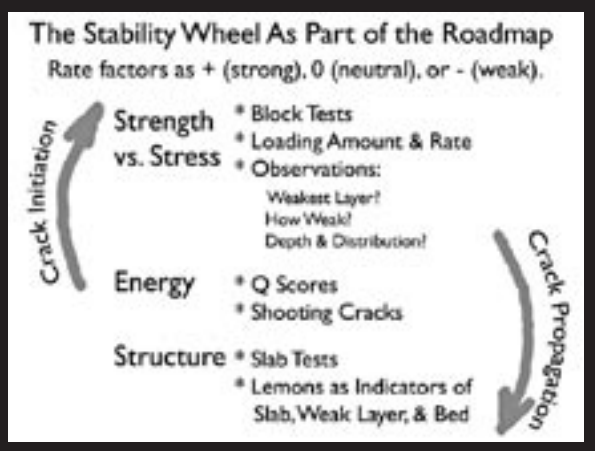 The Stability Wheel As Part of the Roadmap
Rate factors as + (strong), 0 (neutral), or - (weak).
Crack Initiation
Strength
vs. Stress
* Block Tests
* Loading Amount & Rate
* Observations:
Weakest Layer?
How Weak?
Depth & Distribution?
Energy
* Q Scores
* Shooting Cracks
Structure
* Slab Tests
* Lemons as Indicators of
Slab, Weak Layer, & Bed
Crack Propagation